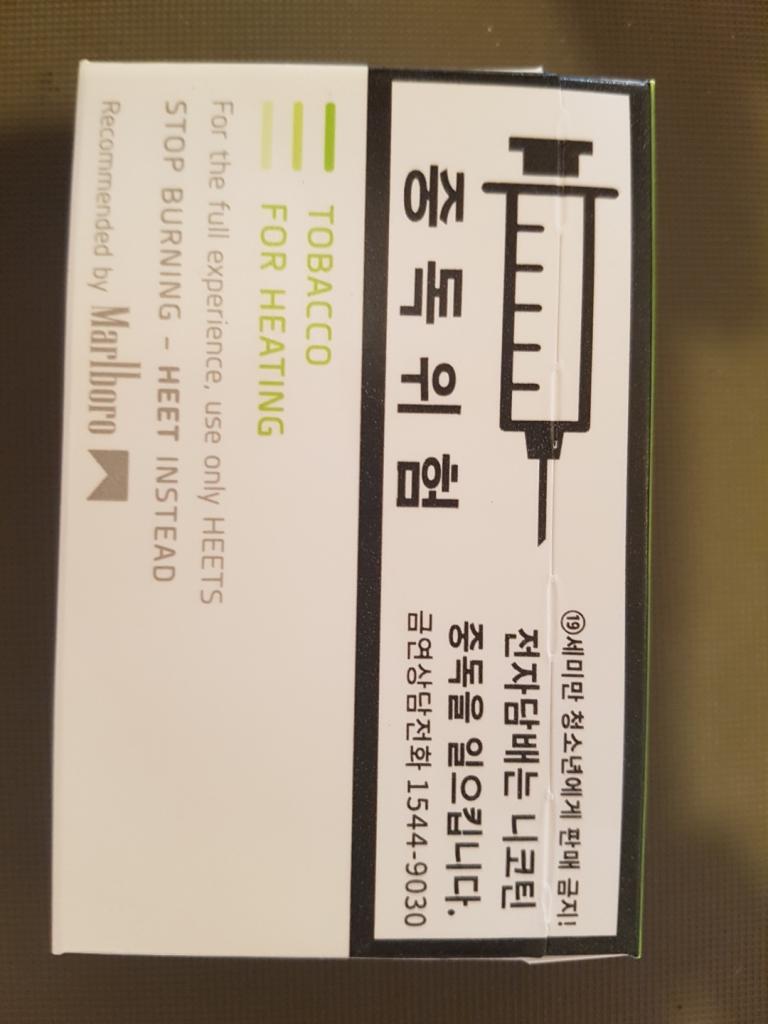 중독위험
⑲세미만 청소년에게 판매 금지!
전자담배는 니코틴
중독을 일으킵니다.
금연상담전화 1544-9030
TOBACCO
FOR HEATING
For the full experience, use only HEETS
STOP BURNING – HEET INSTEAD
Recommended by Marlboro